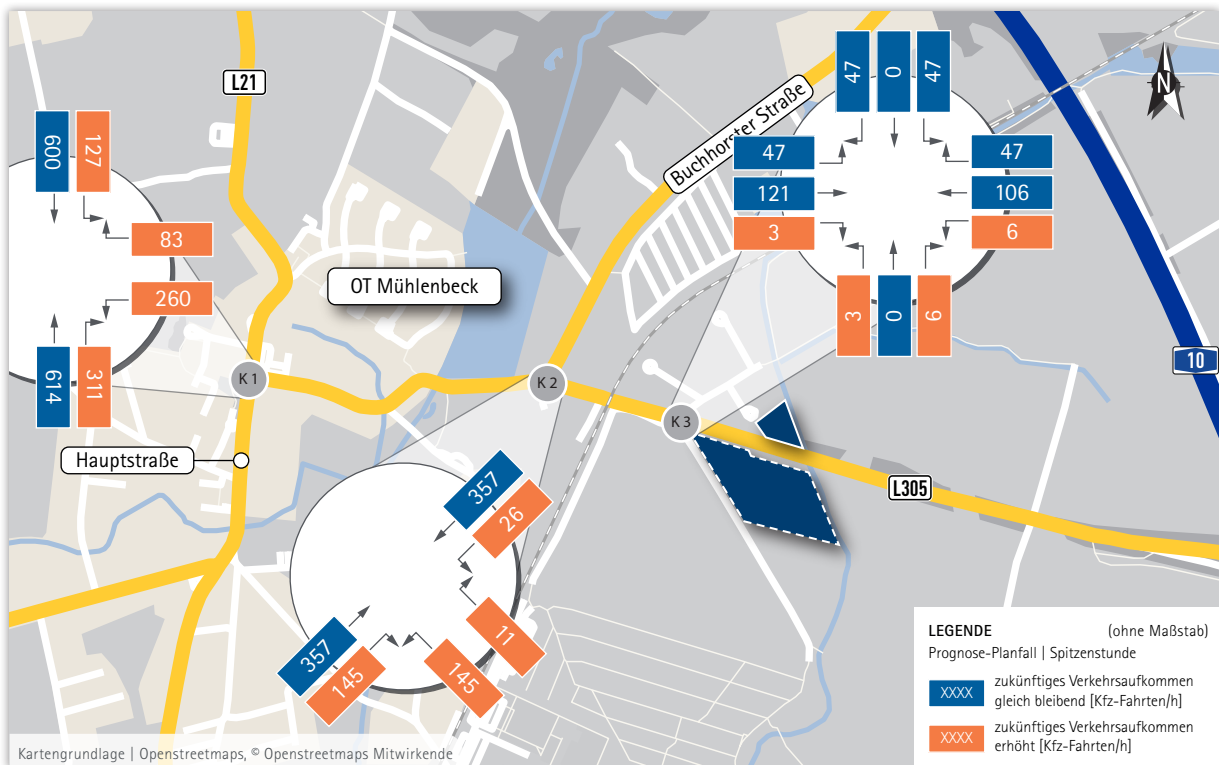 L21
Buchhorster Straße
N
47
0
47
47
121
3
47
106
6
3
0
6
600
127
83
260
614
311
OT Mühlenbeck
10
K 1
K 2
K 3
Hauptstraße
L305
357
26
11
357
145
145
LEGENDE (ohne Maßstab)
Prognose-Planfall | Spitzenstunde
XXXX zukünftiges Verkehrsaufkommen
gleich bleibend [Kfz-Fahrten/h]
XXXX zukünftiges Verkehrsaufkommen
erhöht [Kfz-Fahrten/h]
Kartengrundlage | Openstreetmaps, © Openstreetmaps Mitwirkende